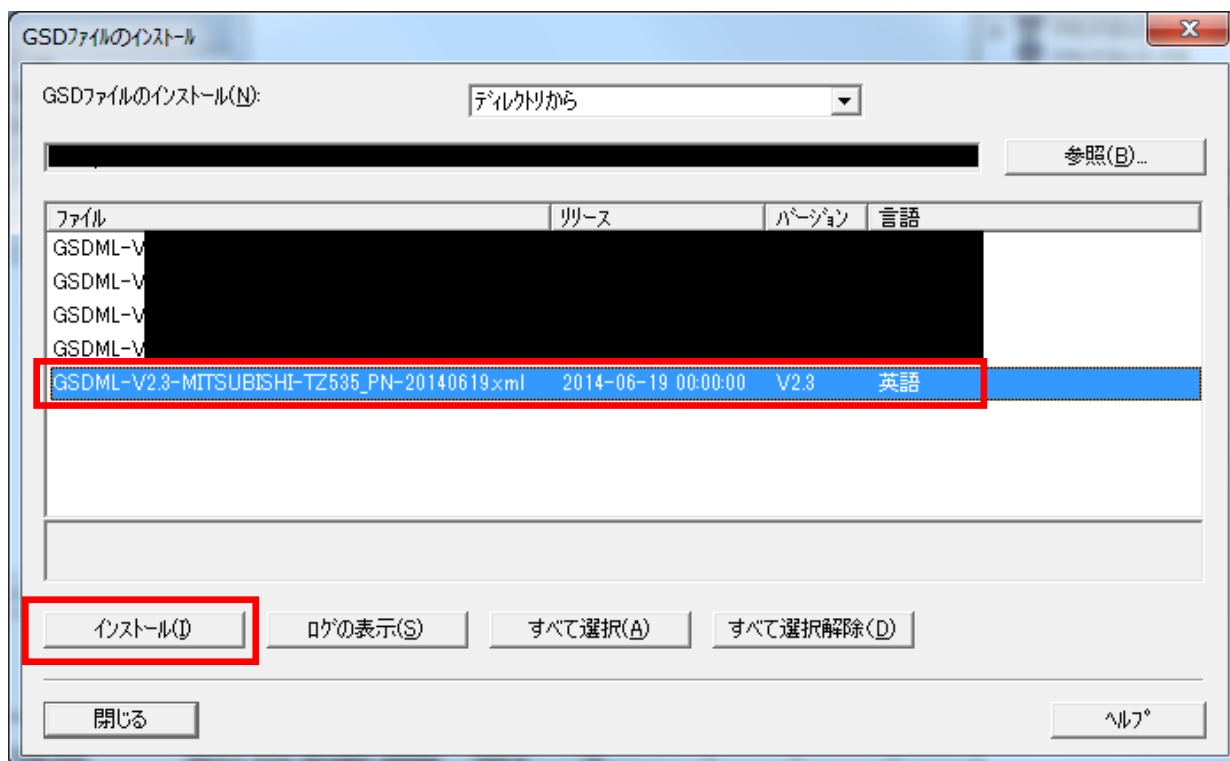 GSDファイルのインストール
GSDファイルのインストール(N):
ディレクトリから
参照(B)...
ファイル リリース バージョン 言語
GSDML-V
GSDML-V
GSDML-V
GSDML-V
GSDML-V2.3-MITSUBISHI-TZ535_PN-20140619.xml 2014-06-19 00:00:00 V2.3 英語
インストール(I) ログの表示(S) すべて選択(A) すべて選択解除(D)
閉じる ヘルプ